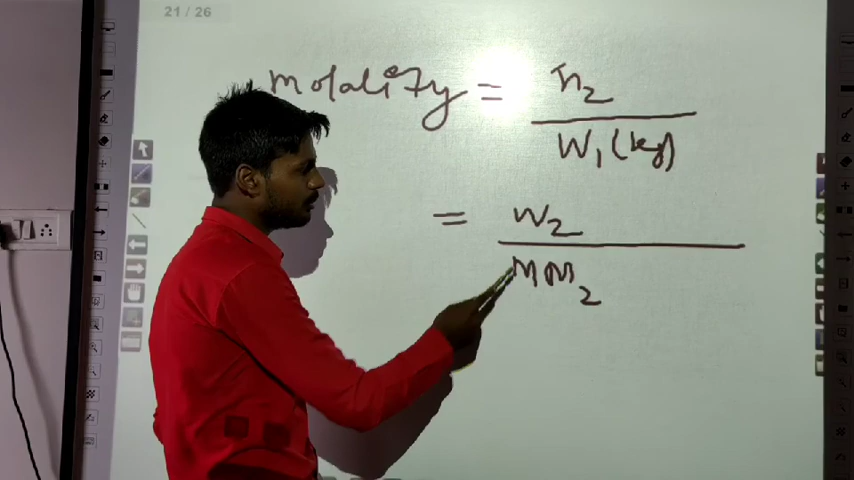 21 / 26
molality = n2
W1 (kg)
= W2
MM2